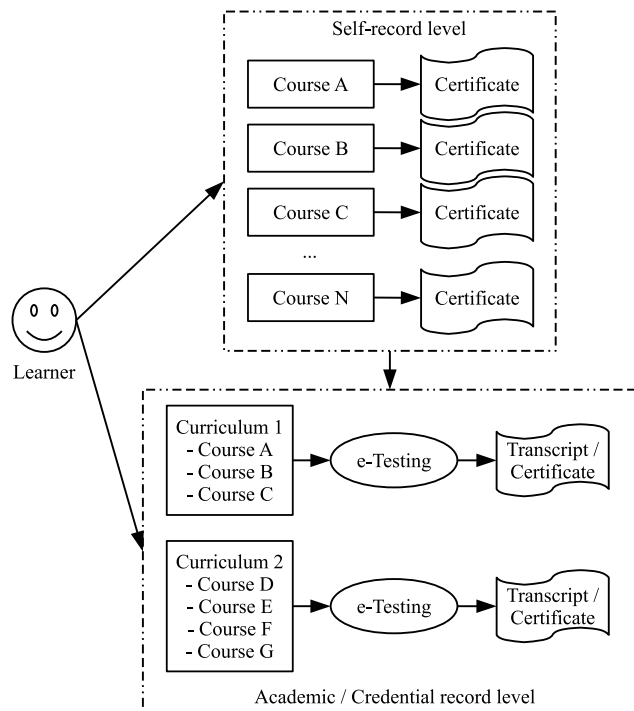 Self-record level
Course A
Certificate
Course B
Certificate
Course C
Certificate
...
Course N
Certificate
Learner
Curriculum 1
- Course A
- Course B
- Course C
e-Testing
Transcript /
Certificate
Curriculum 2
- Course D
- Course E
- Course F
- Course G
e-Testing
Transcript /
Certificate
Academic / Credential record level